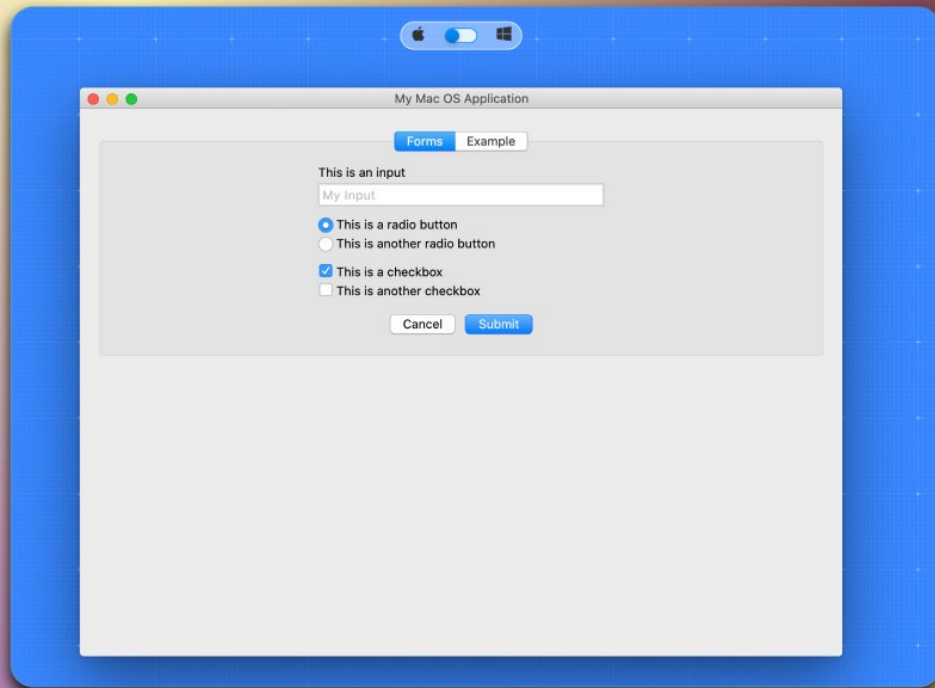 My Mac OS Application
Forms Example
This is an input
My Input
This is a radio button
This is another radio button
This is a checkbox
This is another checkbox
Cancel Submit